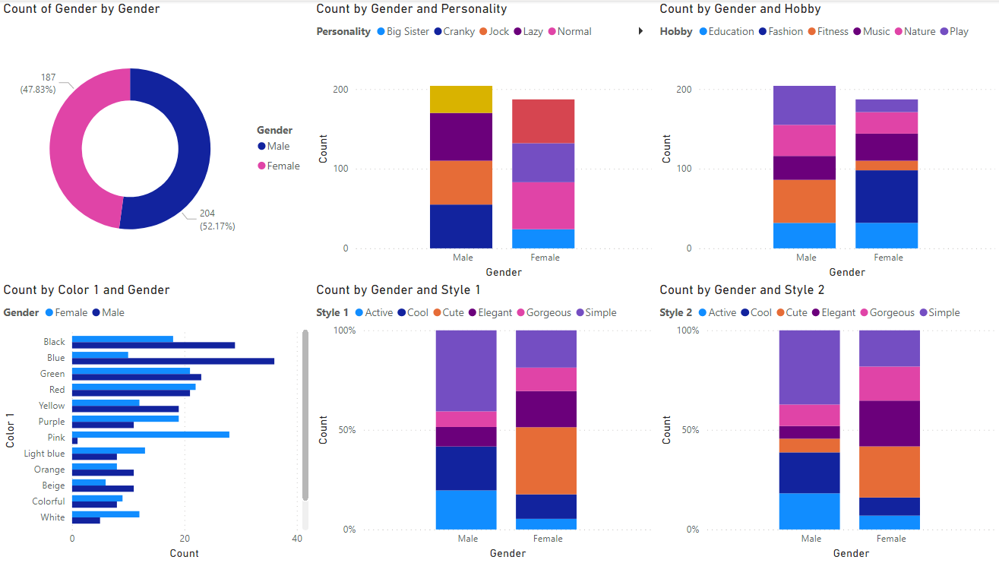 Count of Gender by Gender
187
(47.83%)
204
(52.17%)
Gender
Male
Female
Count by Gender and Personality
Personality Big Sister Cranky Jock Lazy Normal
200
100
0
Count
Male Female
Gender
Count by Gender and Hobby
Hobby Education Fashion Fitness Music Nature Play
200
100
0
Count
Male Female
Gender
Count by Color 1 and Gender
Gender Female Male
Color 1
Black
Blue
Green
Red
Yellow
Purple
Pink
Light blue
Orange
Beige
Colorful
White
0 20 40
Count
Count by Gender and Style 1
Style 1 Active Cool Cute Elegant Gorgeous Simple
100%
50%
0%
Count
Male Female
Gender
Count by Gender and Style 2
Style 2 Active Cool Cute Elegant Gorgeous Simple
100%
50%
0%
Count
Male Female
Gender